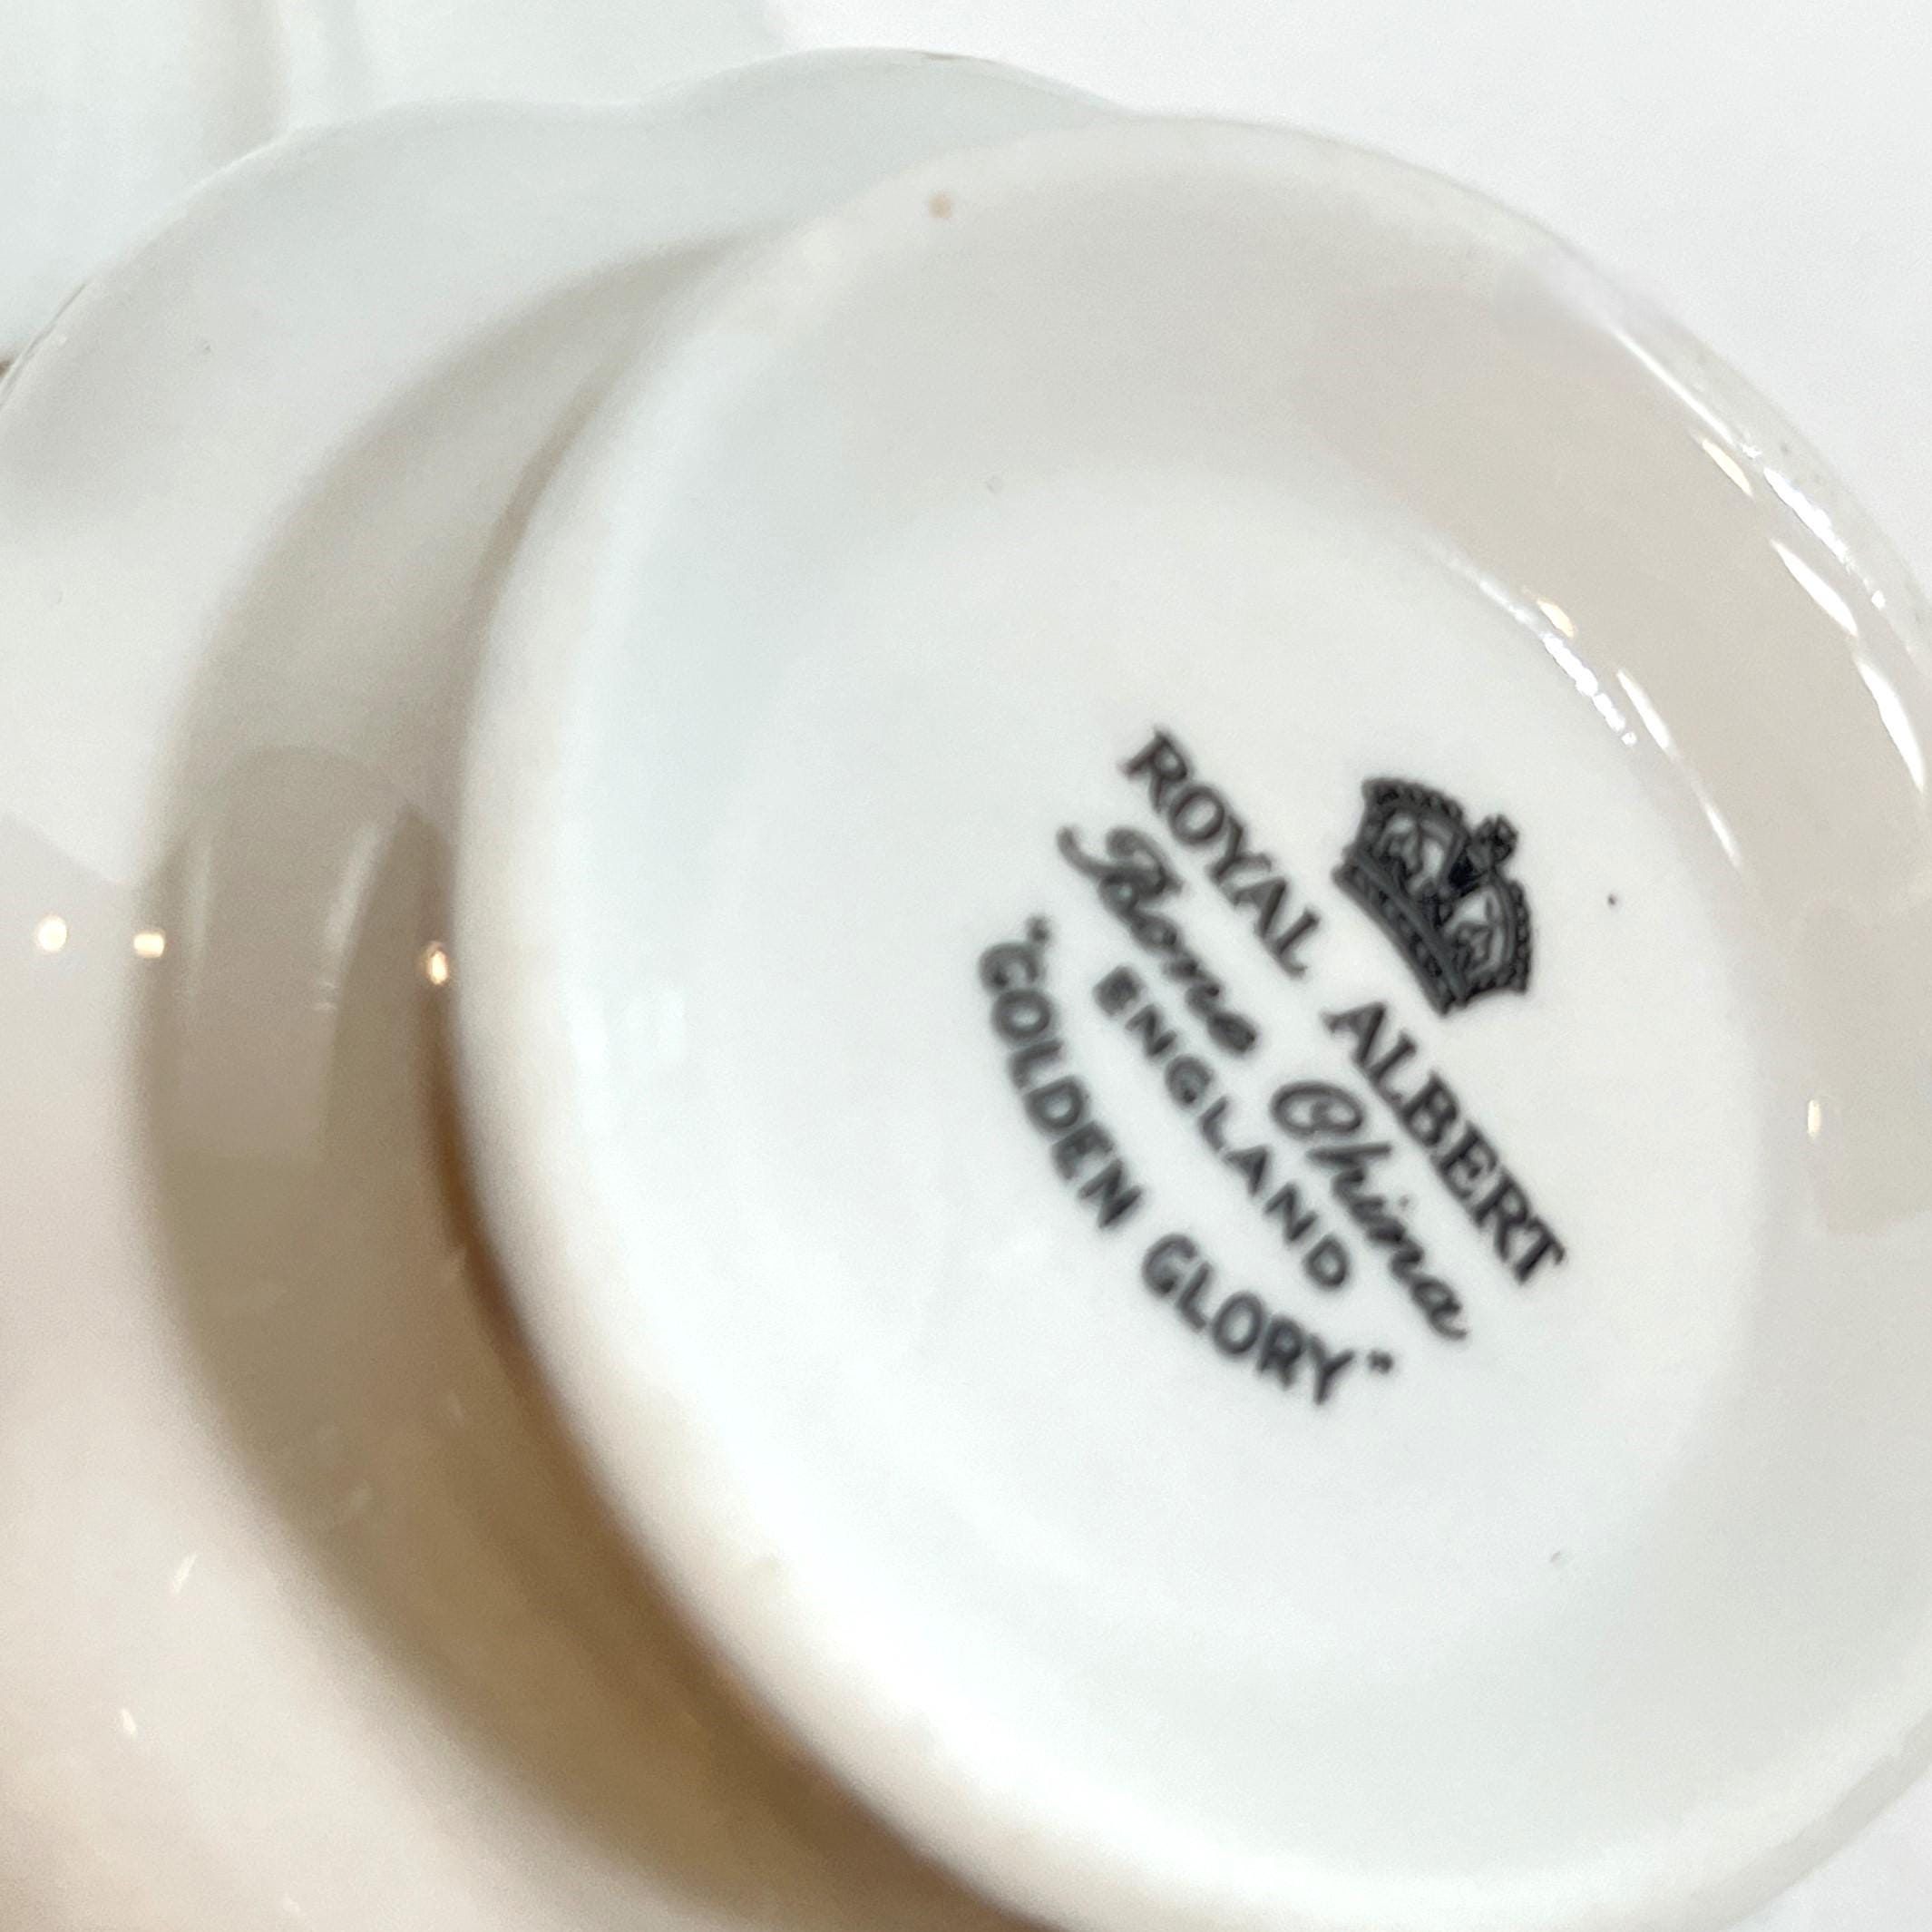 ROYAL ALBERT
Bone China
ENGLAND
"GOLDEN GLORY"